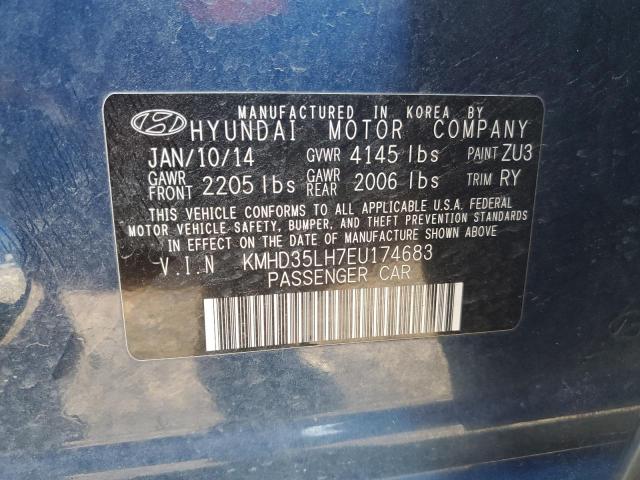 MANUFACTURED IN KOREA BY
HYUNDAI MOTOR COMPANY
JAN/10/14 GVWR 4145 lbs PAINT ZU3
GAWR FRONT 2205 lbs GAWR REAR 2006 lbs TRIM RY
THIS VEHICLE CONFORMS TO ALL APPLICABLE U.S.A. FEDERAL
MOTOR VEHICLE SAFETY, BUMPER, AND THEFT PREVENTION STANDARDS
IN EFFECT ON THE DATE OF MANUFACTURE SHOWN ABOVE
V.I.N KMHD35LH7EU174683
PASSENGER CAR